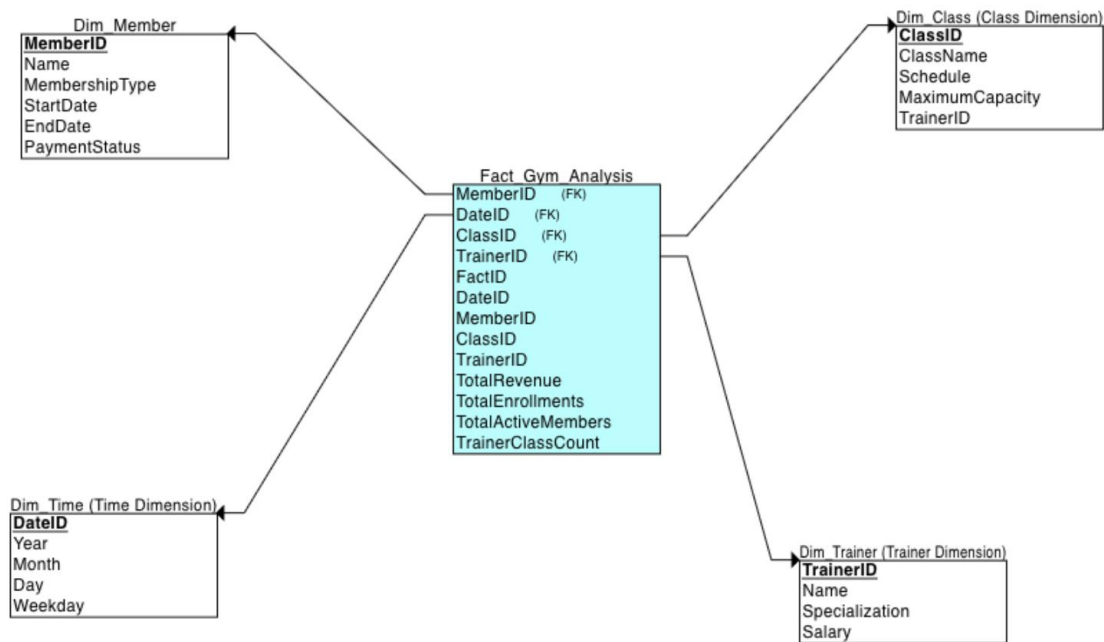 Dim_Member
MemberID
Name
MembershipType
StartDate
EndDate
PaymentStatus
Dim_Class (Class Dimension)
ClassID
ClassName
Schedule
MaximumCapacity
TrainerID
Fact_Gym_Analysis
MemberID (FK)
DateID (FK)
ClassID (FK)
TrainerID (FK)
FactID
DateID
MemberID
ClassID
TrainerID
TotalRevenue
TotalEnrollments
TotalActiveMembers
TrainerClassCount
Dim_Time (Time Dimension)
DateID
Year
Month
Day
Weekday
Dim_Trainer (Trainer Dimension)
TrainerID
Name
Specialization
Salary